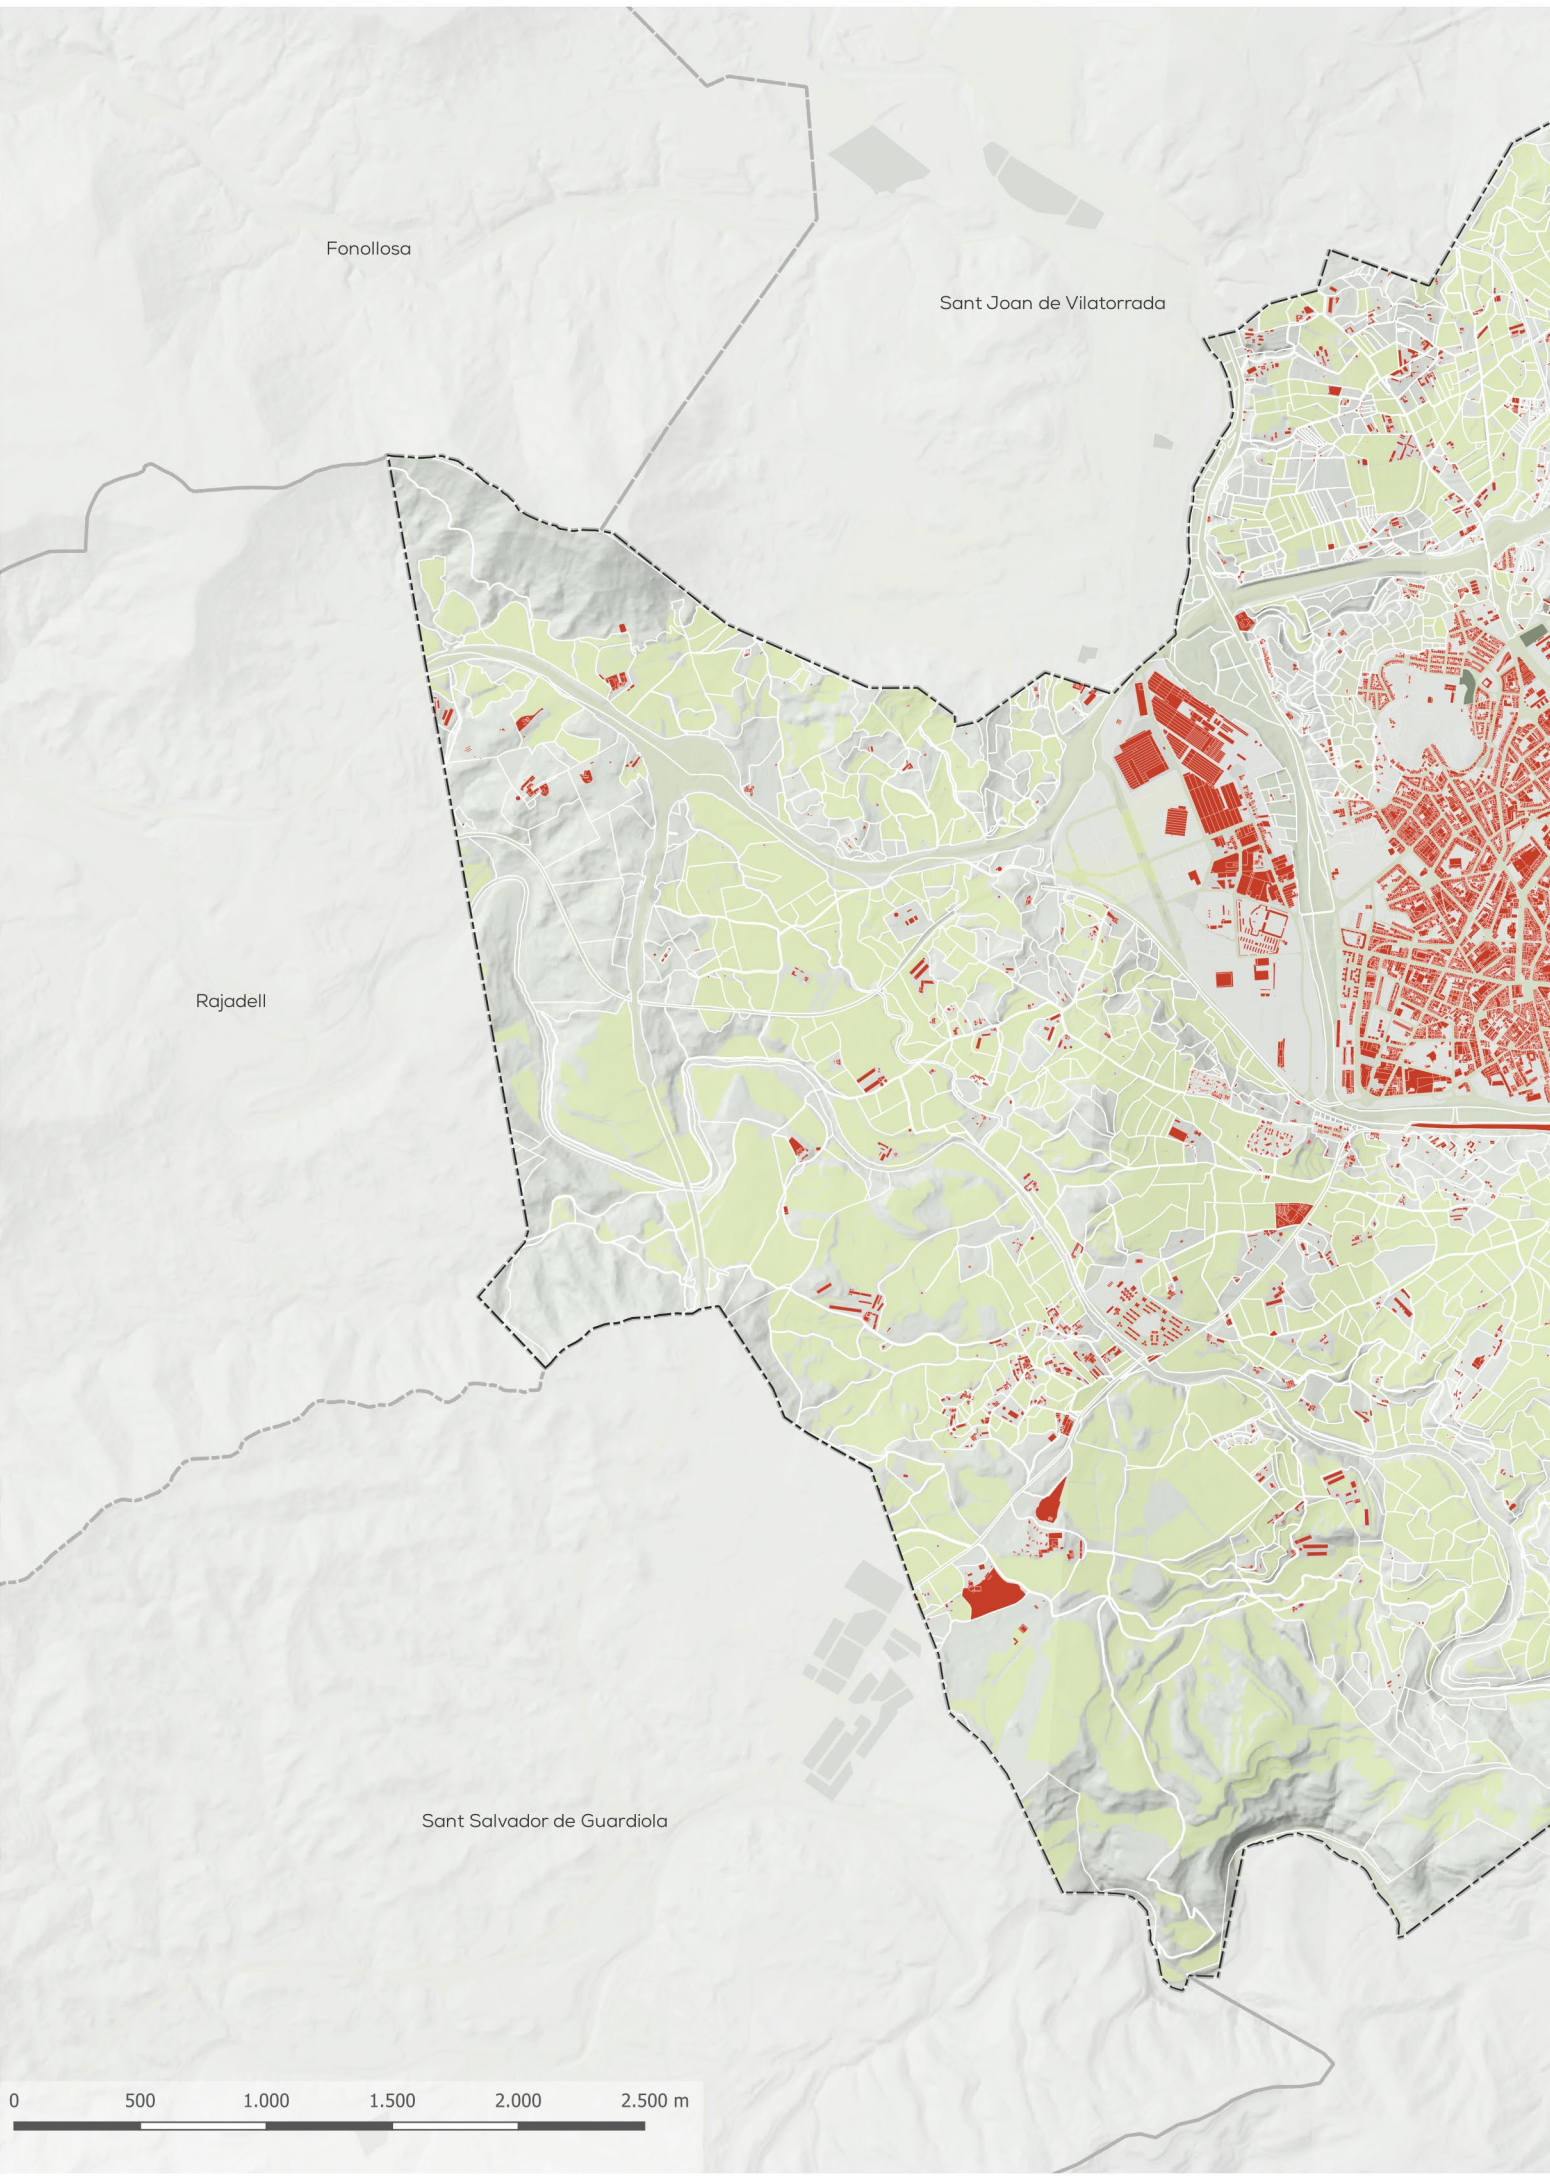 Fonollosa
Sant Joan de Vilatorrada
Rajadell
Sant Salvador de Guardiola
0 500 1.000 1.500 2.000 2.500 m